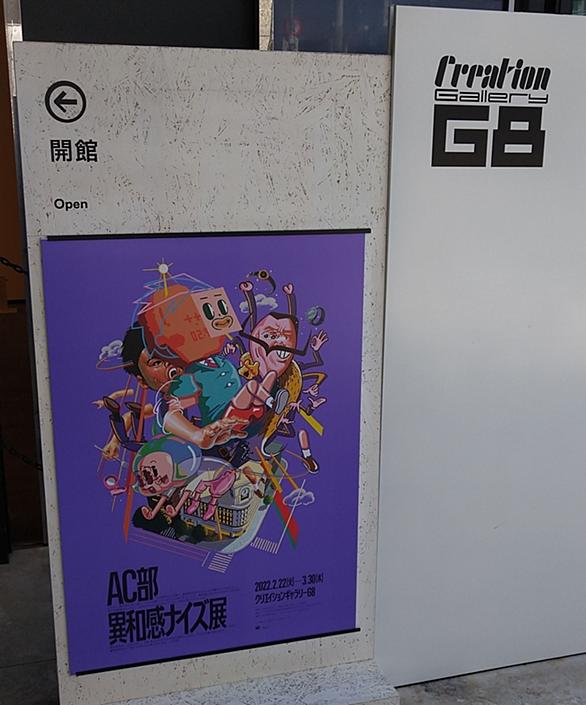 開館
Open
Creation
Gallery
G8
AC部
異和感ナイズ展
2022.2.22(火)—3.30(水)
クリエイションギャラリーG8